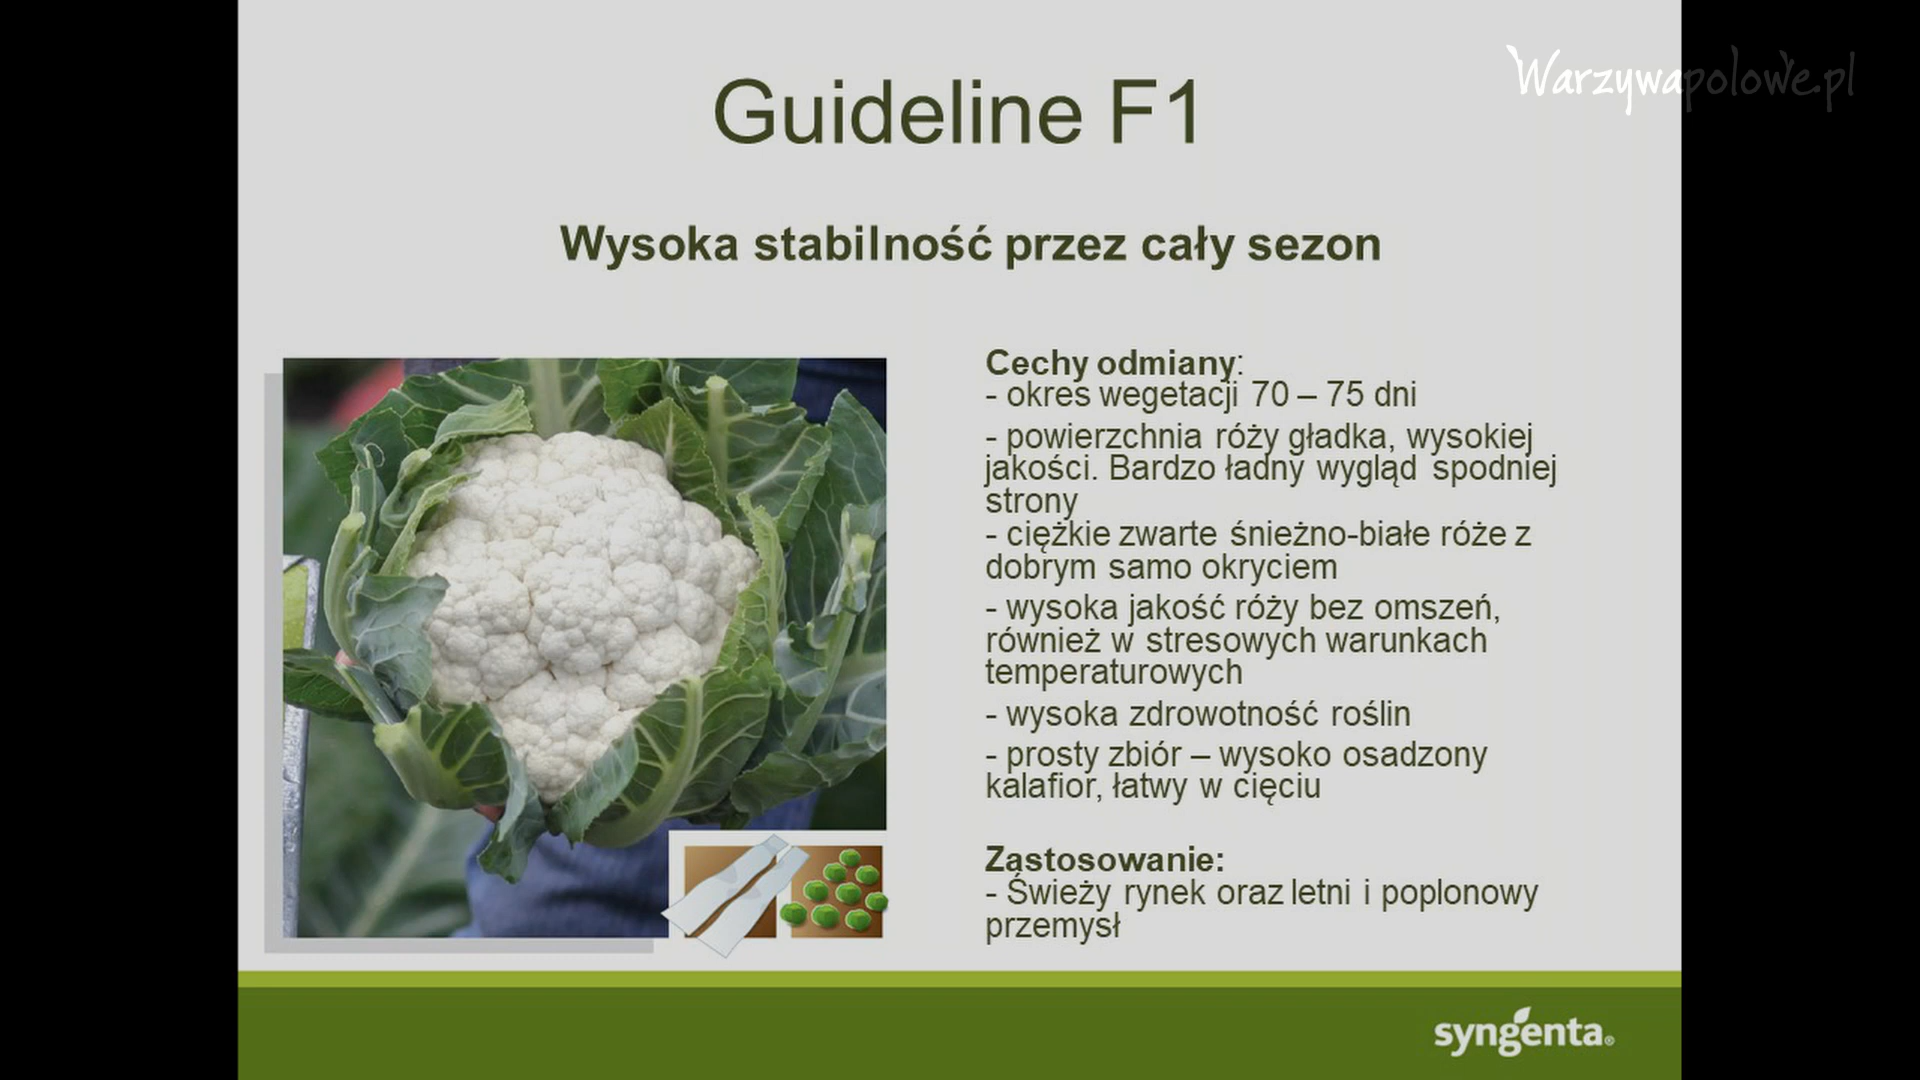 Warzywapolowe.pl
Guideline F1
Wysoka stabilność przez cały sezon
Cechy odmiany:
- okres wegetacji 70 – 75 dni
- powierzchnia róży gładka, wysokiej
jakości. Bardzo ładny wygląd spodniej
strony
- ciężkie zwarte śnieżno-białe róże z
dobrym samo okryciem
- wysoka jakość róży bez omszeń,
również w stresowych warunkach
temperaturowych
- wysoka zdrowotność roślin
- prosty zbiór – wysoko osadzony
kalafior, łatwy w cięciu
Zastosowanie:
- Świeży rynek oraz letni i poplonowy
przemysł
syngenta®